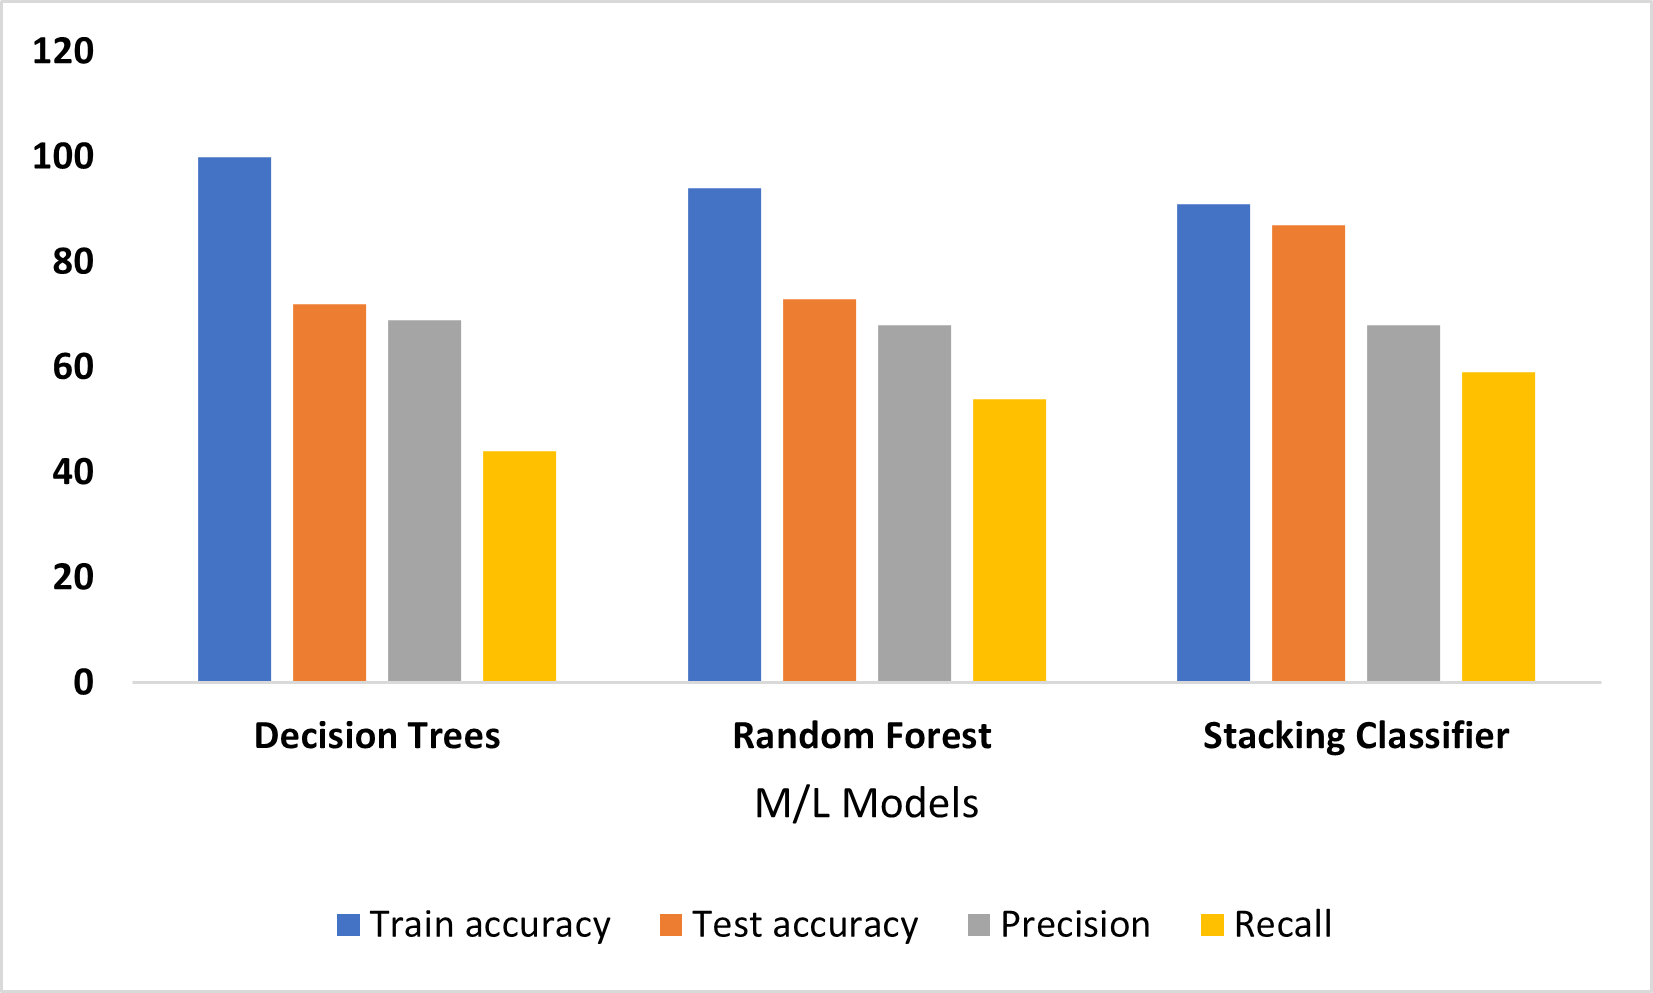 120
100
80
60
40
20
0
Decision Trees Random Forest Stacking Classifier
M/L Models
Train accuracy Test accuracy Precision Recall